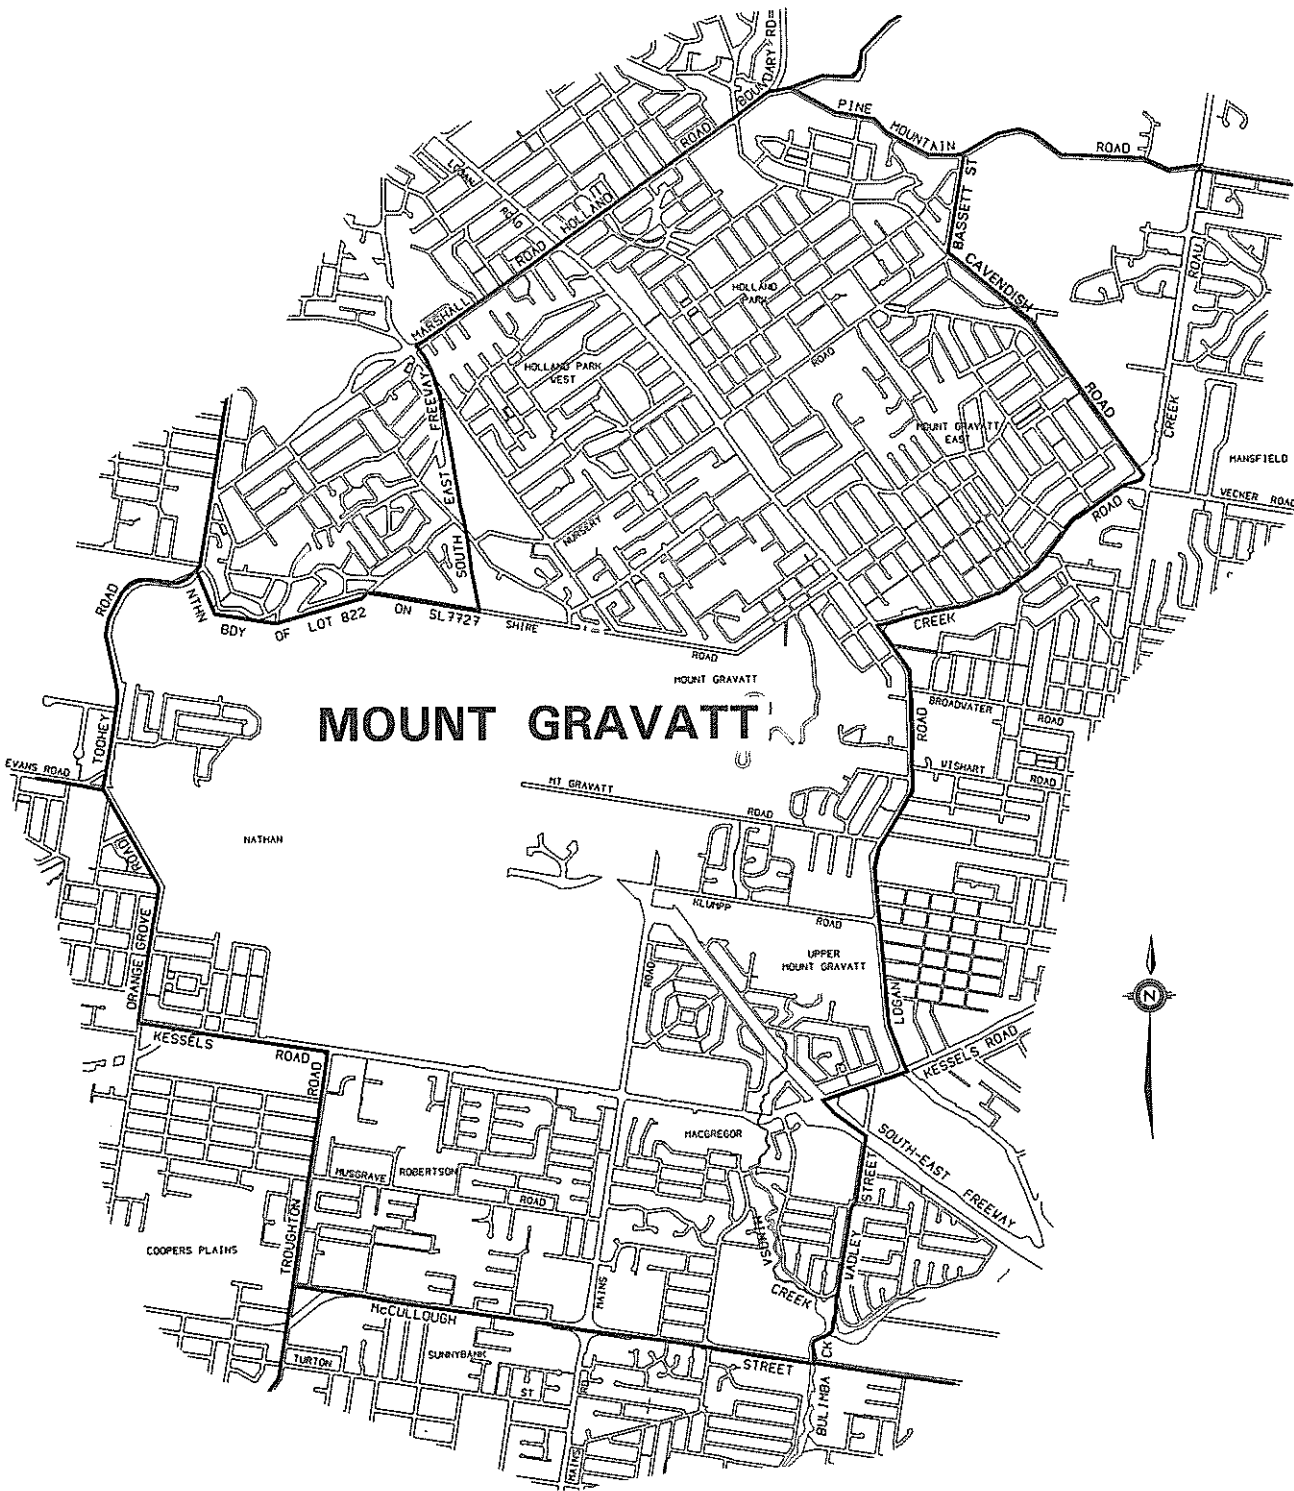 BOUNDARY RD
PINE
MOUNTAIN
ROAD
LOGAN
ROAD
ROAD
HOLLAND
ROAD
MARSHALL
BASSETT ST
CAVENDISH
ROAD
ROAD
CREEK
HOLLAND
PARK
ROAD
HOLLAND PARK
WEST
FREEWAY
EAST
SOUTH
MOUNT GRAVATT
EAST
MANSFIELD
VECKER ROAD
ROAD
CREEK
NURSERY
ROAD
NTHN
BDY
OF
LOT 822
ON
SL7727
SHIRE
ROAD
MOUNT GRAVATT
MOUNT GRAVATT
BROADWATER
ROAD
ROAD
WISHART
ROAD
TOOHEY
EVANS ROAD
MT GRAVATT
ROAD
NATHAN
ROAD
KLUMPP
ROAD
ORANGE GROVE
UPPER
MOUNT GRAVATT
ROAD
LOGAN
N
KESSELS
ROAD
ROAD
KESSELS ROAD
MACGREGOR
SOUTH-EAST
FREEWAY
MUSGRAVE
ROBERTSON
ROAD
STREET
WADLEY
TROUGHTON
COOPERS PLAINS
MIMOSA
CREEK
MAINS
McCULLOUGH
STREET
TURTON
SUNNYBANK
ST
RD
MAINS
BULIMBA CK